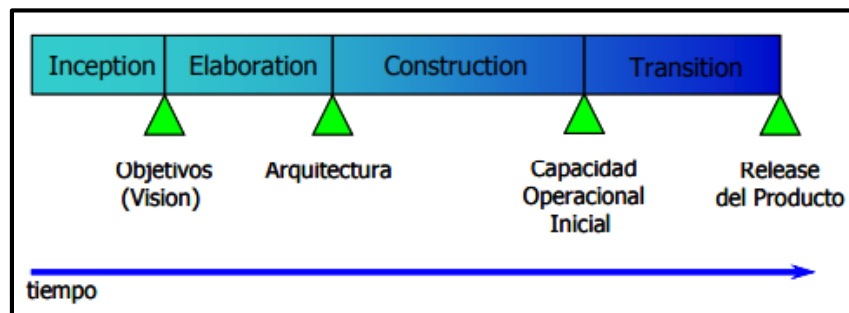 Inception Elaboration Construction Transition
Objetivos
(Vision)
Arquitectura
Capacidad
Operacional
Inicial
Release
del Producto
tiempo